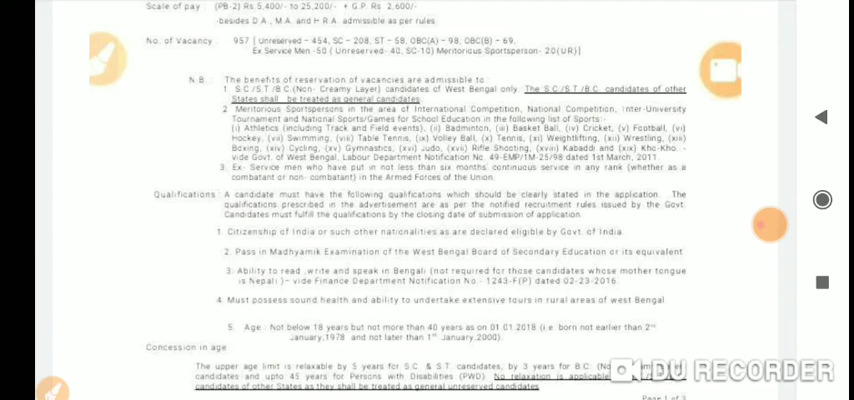 Scale of pay : (PB-2) Rs.5,400/- to 25,200/- + G.P. Rs 2,600/-
-besides D.A., M.A. and H R.A. admissible as per rules.
No. of Vacancy : 957 [ Unreserved – 454, SC – 208, ST – 58, OBC(A) – 98, OBC(B) – 69,
Ex.Service Men -50 ( Unreserved- 40, SC-10) Meritorious Sportsperson- 20(UR)]
N.B. : The benefits of reservation of vacancies are admissible to :
1 S.C./S.T./B.C.(Non- Creamy Layer) candidates of West Bengal only. The S.C./S.T./B.C. candidates of other
States shall be treated as general candidates.
2 Meritorious Sportspersons in the area of International Competition, National Competition, Inter-University
Tournament and National Sports/Games for School Education in the following list of Sports:-
(i) Athletics (including Track and Field events), (ii) Badminton, (iii) Basket Ball, (iv) Cricket, (v) Football, (vi)
Hockey, (vii) Swimming, (viii) Table Tennis, (ix) Volley Ball, (x) Tennis, (xi) Weightlifting, (xii) Wrestling, (xiii)
Boxing, (xiv) Cycling, (xv) Gymnastics, (xvi) Judo, (xvii) Rifle Shooting, (xviii) Kabaddi and (xix) Kho-Kho. -
vide Govt. of West Bengal, Labour Department Notification No. 49-EMP/1M-25/98 dated 1st March, 2011.
3. Ex- Service men who have put in not less than six months, continuous service in any rank (whether as a
combatant or non- combatant) in the Armed Forces of the Union.
Qualifications : A candidate must have the following qualifications which should be clearly stated in the application. The
qualifications prescribed in the advertisement are as per the notified recruitment rules issued by the Govt.
Candidates must fulfill the qualifications by the closing date of submission of application.
1. Citizenship of India or such other nationalities as are declared eligible by Govt. of India.
2. Pass in Madhyamik Examination of the West Bengal Board of Secondary Education or its equivalent
3. Ability to read ,write and speak in Bengali (not required for those candidates whose mother tongue
is Nepali )– vide Finance Department Notification No.- 1243-F(P) dated 02-23-2016.
4. Must possess sound health and ability to undertake extensive tours in rural areas of west Bengal.
5. Age : Not below 18 years but not more than 40 years as on 01.01.2018 (i.e. born not earlier than 2nd
January,1978 and not later than 1st January,2000).
Concession in age
The upper age limit is relaxable by 5 years for S.C. & S.T. candidates, by 3 years for B.C.
candidates and upto 45 years for Persons with Disabilities (PWD). No relaxation is applicable
candidates of other States as they shall be treated as general unreserved candidates.
DU RECORDER
Page 1 of 3